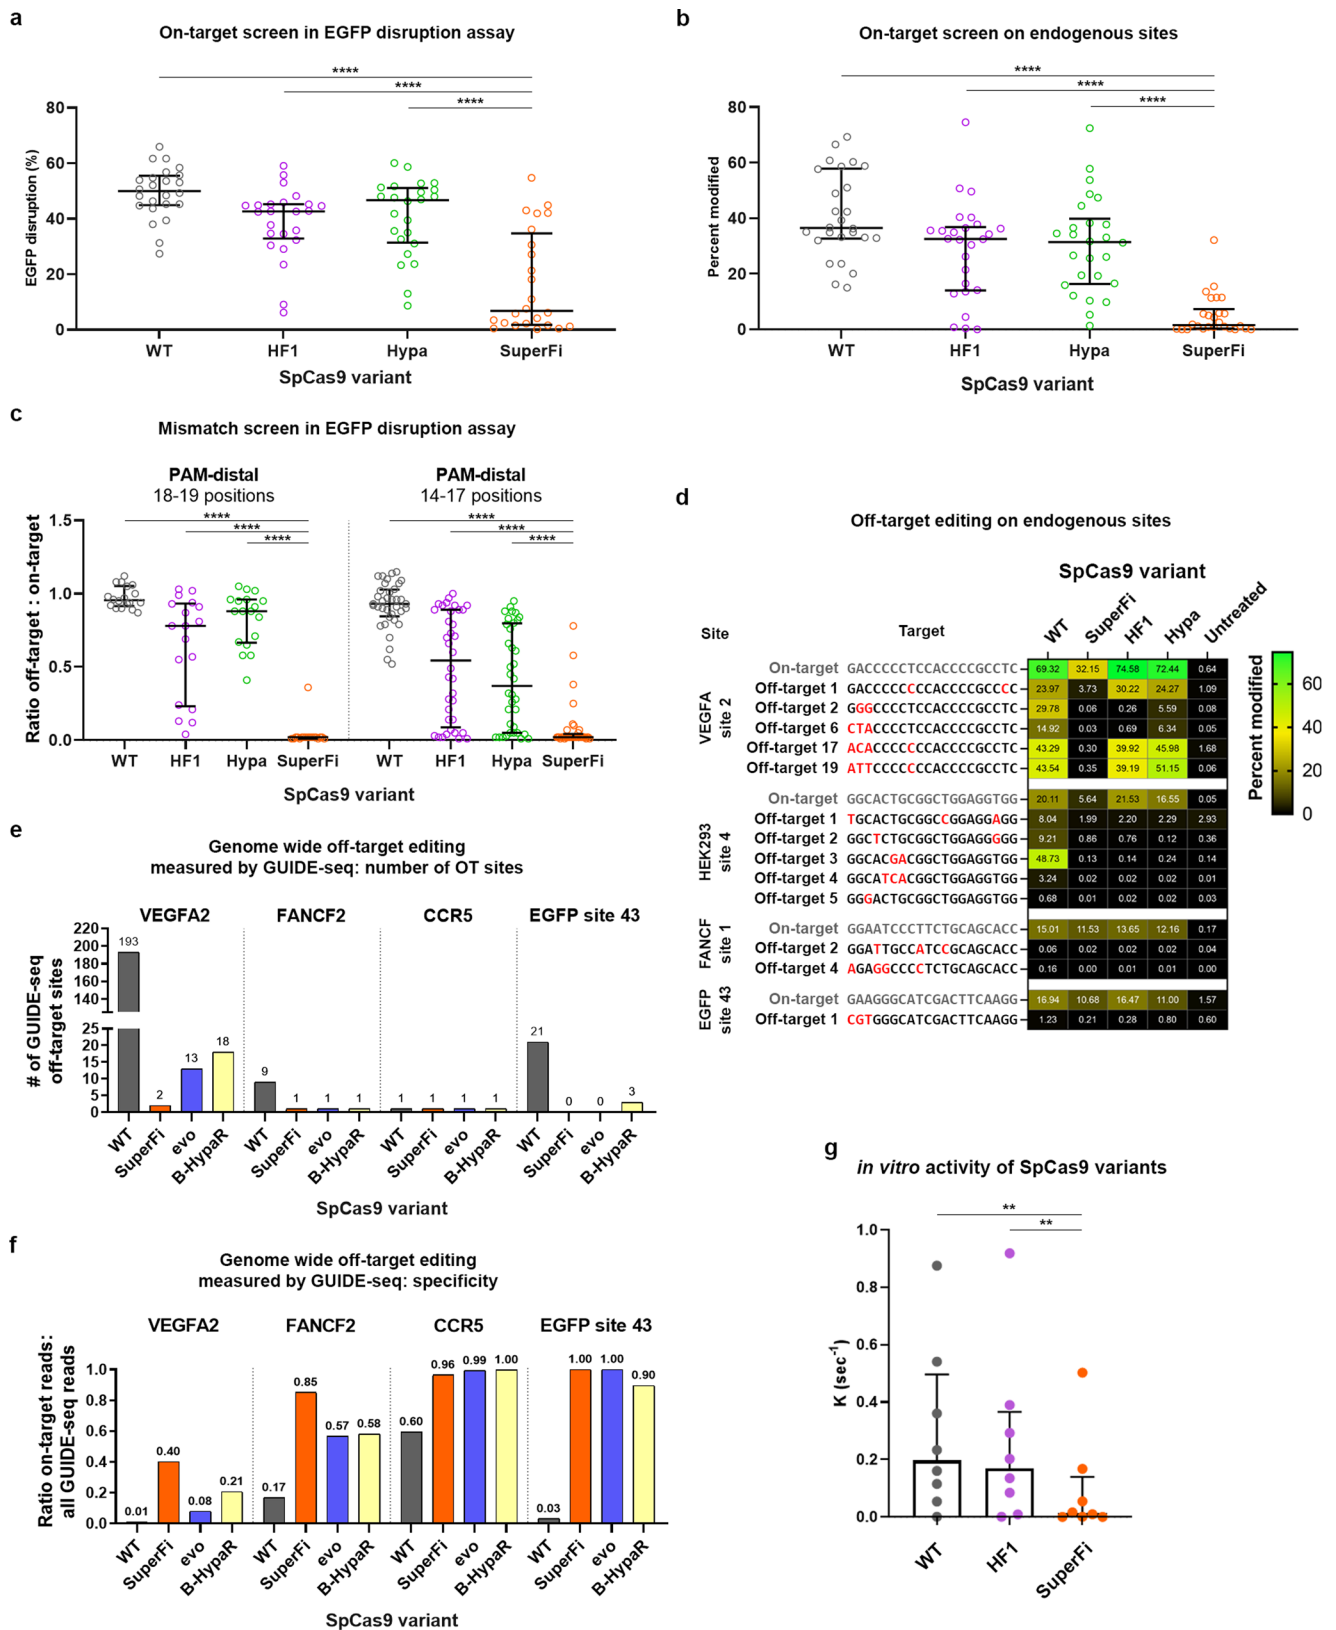 a
On-target screen in EGFP disruption assay
****
****
****
EGFP disruption (%)
80
60
40
20
0
WT HF1 Hypa SuperFi
SpCas9 variant
b
On-target screen on endogenous sites
****
****
****
Percent modified
80
60
40
20
0
WT HF1 Hypa SuperFi
SpCas9 variant
c
Mismatch screen in EGFP disruption assay
PAM-distal
18-19 positions
PAM-distal
14-17 positions
****
****
****
****
****
****
Ratio off-target : on-target
1.5
1.0
0.5
0.0
WT HF1 Hypa SuperFi WT HF1 Hypa SuperFi
SpCas9 variant
d
Off-target editing on endogenous sites
SpCas9 variant
Site Target WT SuperFi HF1 Hypa Untreated
VEGFA
site 2
On-target GACCCCCTCCACCCCGCCTC 69.32 32.15 74.58 72.44 0.64
Off-target 1 GACCCCCCCCACCCCGCCCC 23.97 3.73 30.22 24.27 1.09
Off-target 2 GGGCCCCTCCACCCCGCCTC 29.78 0.06 0.26 5.59 0.08
Off-target 6 CTACCCCTCCACCCCGCCTC 14.92 0.03 0.69 6.34 0.05
Off-target 17 ACACCCCCCCACCCCGCCTC 43.29 0.30 39.92 45.98 1.68
Off-target 19 ATTCCCCCCCACCCCGCCTC 43.54 0.35 39.19 51.15 0.06
HEK293
site 4
On-target GGCACTGCGGCTGGAGGTGG 20.11 5.64 21.53 16.55 0.05
Off-target 1 TGCACTGCGGCCGGAGGAGG 8.04 1.99 2.20 2.29 2.93
Off-target 2 GGCTCTGCGGCTGGAGGGGG 9.21 0.86 0.76 0.12 0.36
Off-target 3 GGCACGACGGCTGGAGGTGG 48.73 0.13 0.14 0.24 0.14
Off-target 4 GGCATCACGGCTGGAGGTGG 3.24 0.02 0.02 0.02 0.01
Off-target 5 GGGACTGCGGCTGGAGGTGG 0.68 0.01 0.02 0.02 0.03
FANCF
site 1
On-target GGAATCCCTTCTGCAGCACC 15.01 11.53 13.65 12.16 0.17
Off-target 2 GGATTGCCATCCGCAGCACC 0.06 0.02 0.02 0.02 0.04
Off-target 4 AGAGGCCCCTCTGCAGCACC 0.16 0.00 0.01 0.01 0.00
EGFP
site 43
On-target GAAGGGCATCGACTTCAAGG 16.94 10.68 16.47 11.00 1.57
Off-target 1 CGTGGGCATCGACTTCAAGG 1.23 0.21 0.28 0.80 0.60
Percent modified
60
40
20
0
e
Genome wide off-target editing
measured by GUIDE-seq: number of OT sites
VEGFA2 FANCF2 CCR5 EGFP site 43
# of GUIDE-seq
off-target sites
220
200
180
160
140
25
20
15
10
5
0
193 2 13 18 9 1 1 1 1 1 1 1 21 0 0 3
WT SuperFi evo B-HypaR WT SuperFi evo B-HypaR WT SuperFi evo B-HypaR WT SuperFi evo B-HypaR
SpCas9 variant
f
Genome wide off-target editing
measured by GUIDE-seq: specificity
VEGFA2 FANCF2 CCR5 EGFP site 43
Ratio on-target reads:
all GUIDE-seq reads
1.0
0.8
0.6
0.4
0.2
0.0
0.01 0.40 0.08 0.21 0.17 0.85 0.57 0.58 0.60 0.96 0.99 1.00 0.03 1.00 1.00 0.90
WT SuperFi evo B-HypaR WT SuperFi evo B-HypaR WT SuperFi evo B-HypaR WT SuperFi evo B-HypaR
SpCas9 variant
g
in vitro activity of SpCas9 variants
**
**
K (sec⁻¹)
1.0
0.8
0.6
0.4
0.2
0.0
WT HF1 SuperFi